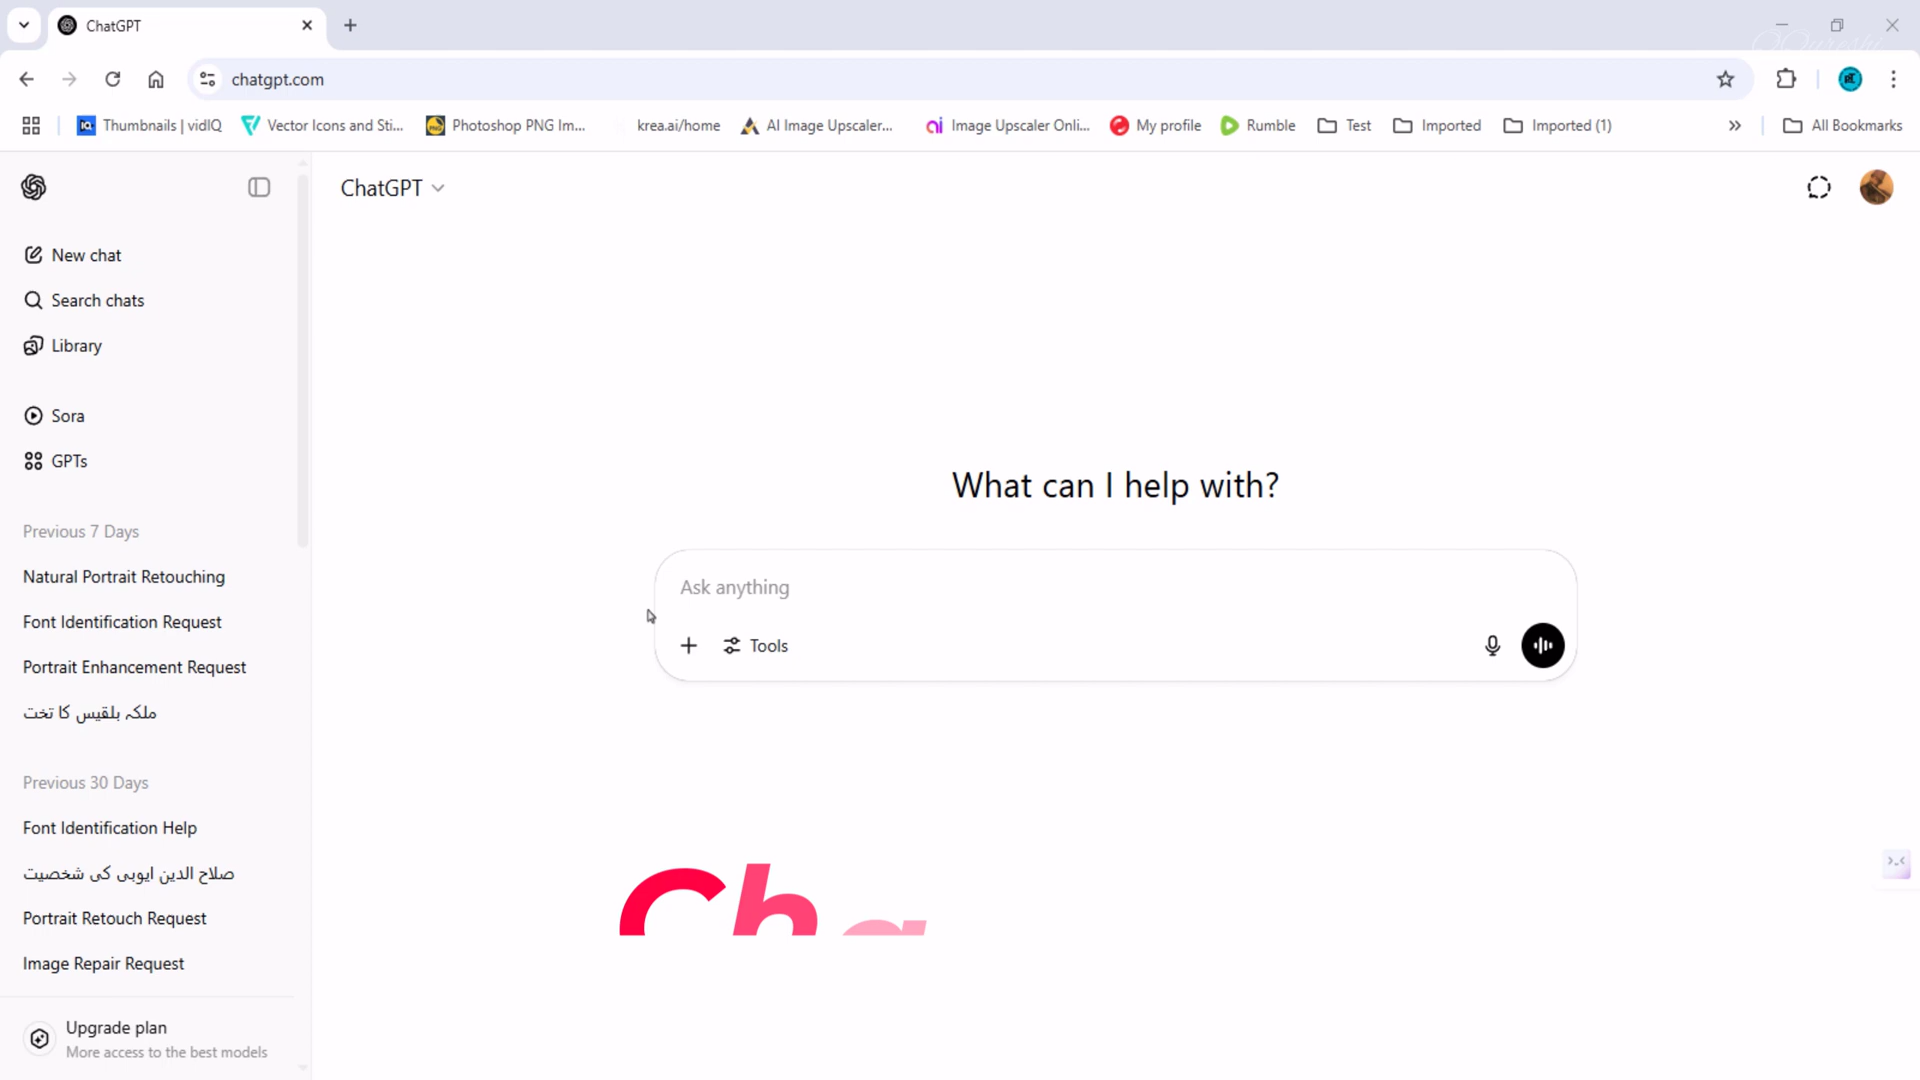 ChatGPT
chatgpt.com
Thumbnails | vidIQ
Vector Icons and Sti...
Photoshop PNG Im...
krea.ai/home
AI Image Upscaler...
Image Upscaler Onli...
My profile
Rumble
Test
Imported
Imported (1)
All Bookmarks
ChatGPT
New chat
Search chats
Library
Sora
GPTs
Previous 7 Days
Natural Portrait Retouching
Font Identification Request
Portrait Enhancement Request
ملکہ بلقیس کا تخت
Previous 30 Days
Font Identification Help
صلاح الدین ایوبی کی شخصیت
Portrait Retouch Request
Image Repair Request
Upgrade plan
More access to the best models
What can I help with?
Ask anything
Tools
Cha